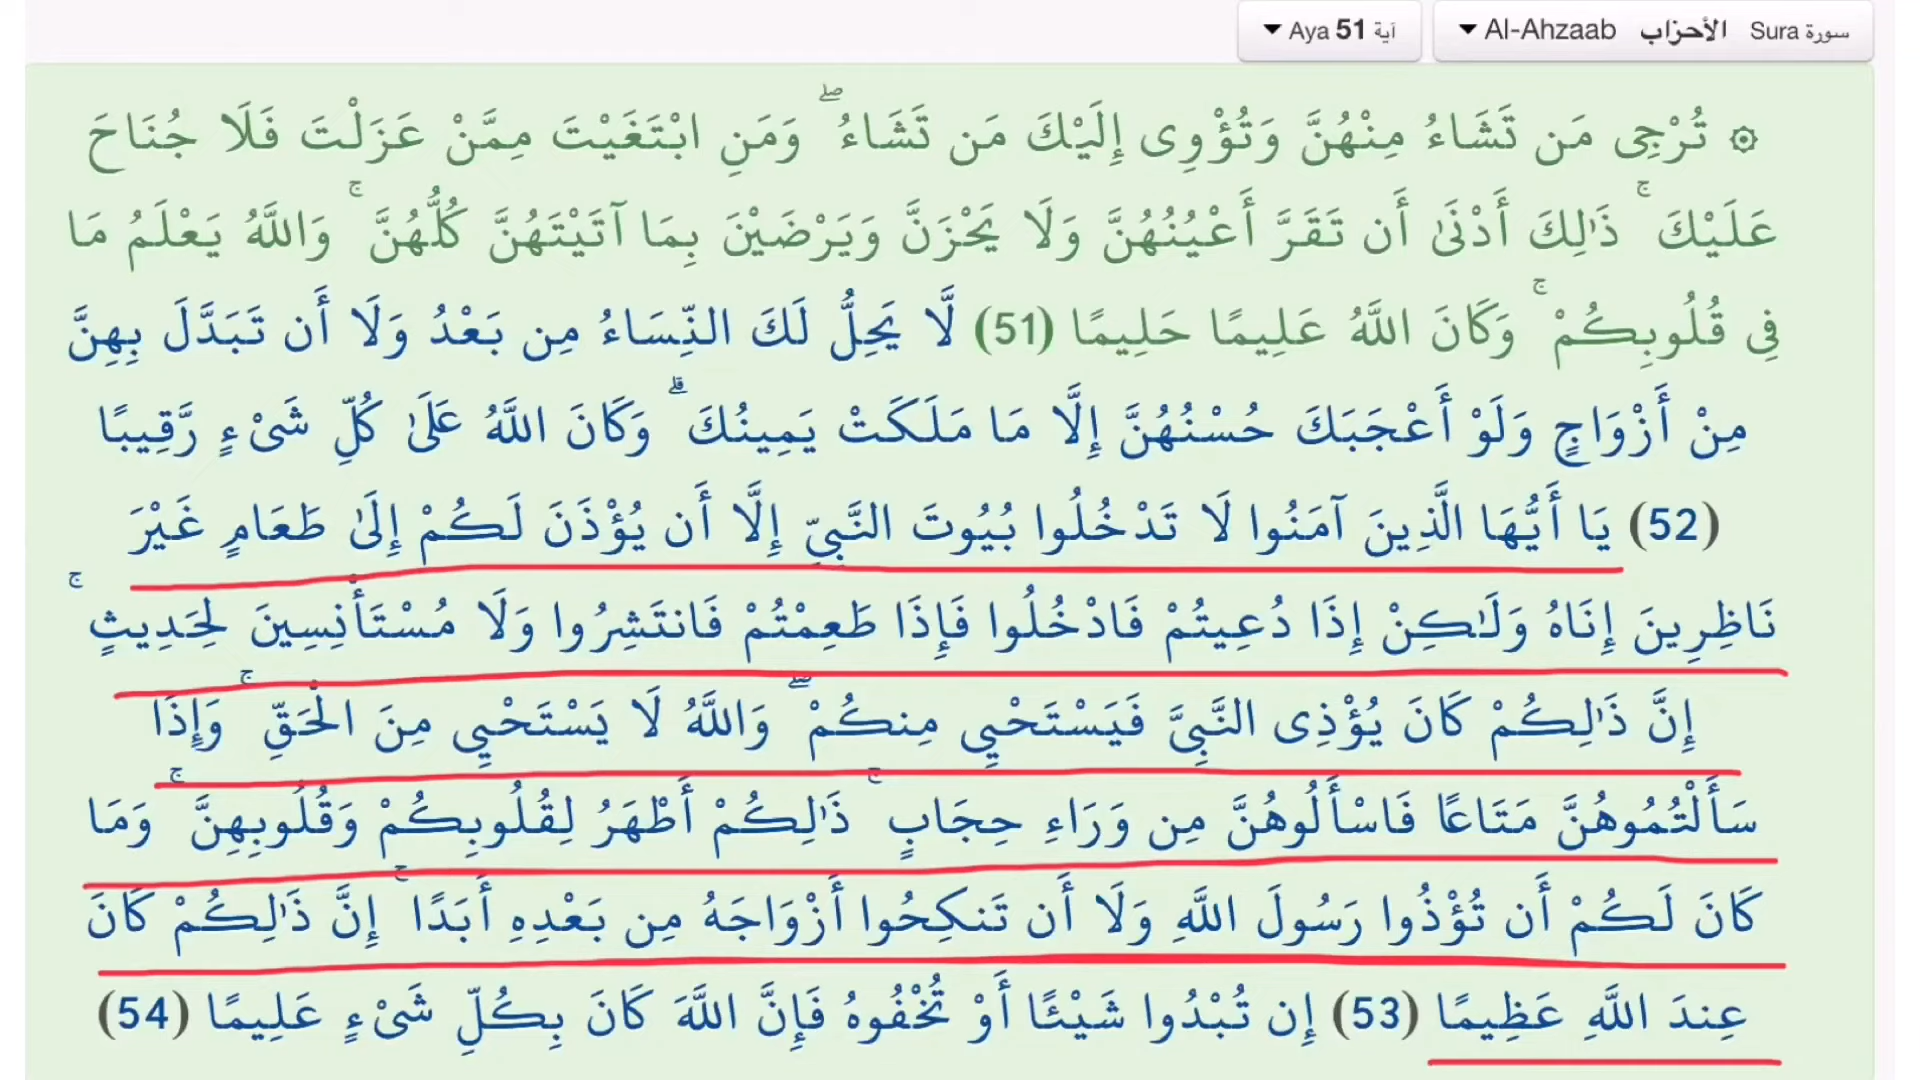 سورة Sura الأحزاب Al-Ahzaab آية 51 Aya
۞ تُرْجِى مَن تَشَاءُ مِنْهُنَّ وَتُؤْوِى إِلَيْكَ مَن تَشَاءُ ۖ وَمَنِ ابْتَغَيْتَ مِمَّنْ عَزَلْتَ فَلَا جُنَاحَ
عَلَيْكَ ۚ ذَٰلِكَ أَدْنَىٰ أَن تَقَرَّ أَعْيُنُهُنَّ وَلَا يَحْزَنَّ وَيَرْضَيْنَ بِمَا آتَيْتَهُنَّ كُلُّهُنَّ ۚ وَاللَّهُ يَعْلَمُ مَا
فِى قُلُوبِكُمْ ۚ وَكَانَ اللَّهُ عَلِيمًا حَلِيمًا (51) لَّا يَحِلُّ لَكَ النِّسَاءُ مِن بَعْدُ وَلَا أَن تَبَدَّلَ بِهِنَّ
مِنْ أَزْوَاجٍ وَلَوْ أَعْجَبَكَ حُسْنُهُنَّ إِلَّا مَا مَلَكَتْ يَمِينُكَ ۗ وَكَانَ اللَّهُ عَلَىٰ كُلِّ شَىْءٍ رَّقِيبًا
(52) يَا أَيُّهَا الَّذِينَ آمَنُوا لَا تَدْخُلُوا بُيُوتَ النَّبِىِّ إِلَّا أَن يُؤْذَنَ لَكُمْ إِلَىٰ طَعَامٍ غَيْرَ
نَاظِرِينَ إِنَاهُ وَلَـٰكِنْ إِذَا دُعِيتُمْ فَادْخُلُوا فَإِذَا طَعِمْتُمْ فَانتَشِرُوا وَلَا مُسْتَأْنِسِينَ لِحَدِيثٍ ۚ
إِنَّ ذَٰلِكُمْ كَانَ يُؤْذِى النَّبِىَّ فَيَسْتَحْيِى مِنكُمْ ۖ وَاللَّهُ لَا يَسْتَحْيِى مِنَ الْحَقِّ ۚ وَإِذَا
سَأَلْتُمُوهُنَّ مَتَاعًا فَاسْأَلُوهُنَّ مِن وَرَاءِ حِجَابٍ ۚ ذَٰلِكُمْ أَطْهَرُ لِقُلُوبِكُمْ وَقُلُوبِهِنَّ ۚ وَمَا
كَانَ لَكُمْ أَن تُؤْذُوا رَسُولَ اللَّهِ وَلَا أَن تَنكِحُوا أَزْوَاجَهُ مِن بَعْدِهِ أَبَدًا ۚ إِنَّ ذَٰلِكُمْ كَانَ
عِندَ اللَّهِ عَظِيمًا (53) إِن تُبْدُوا شَيْئًا أَوْ تُخْفُوهُ فَإِنَّ اللَّهَ كَانَ بِكُلِّ شَىْءٍ عَلِيمًا (54)